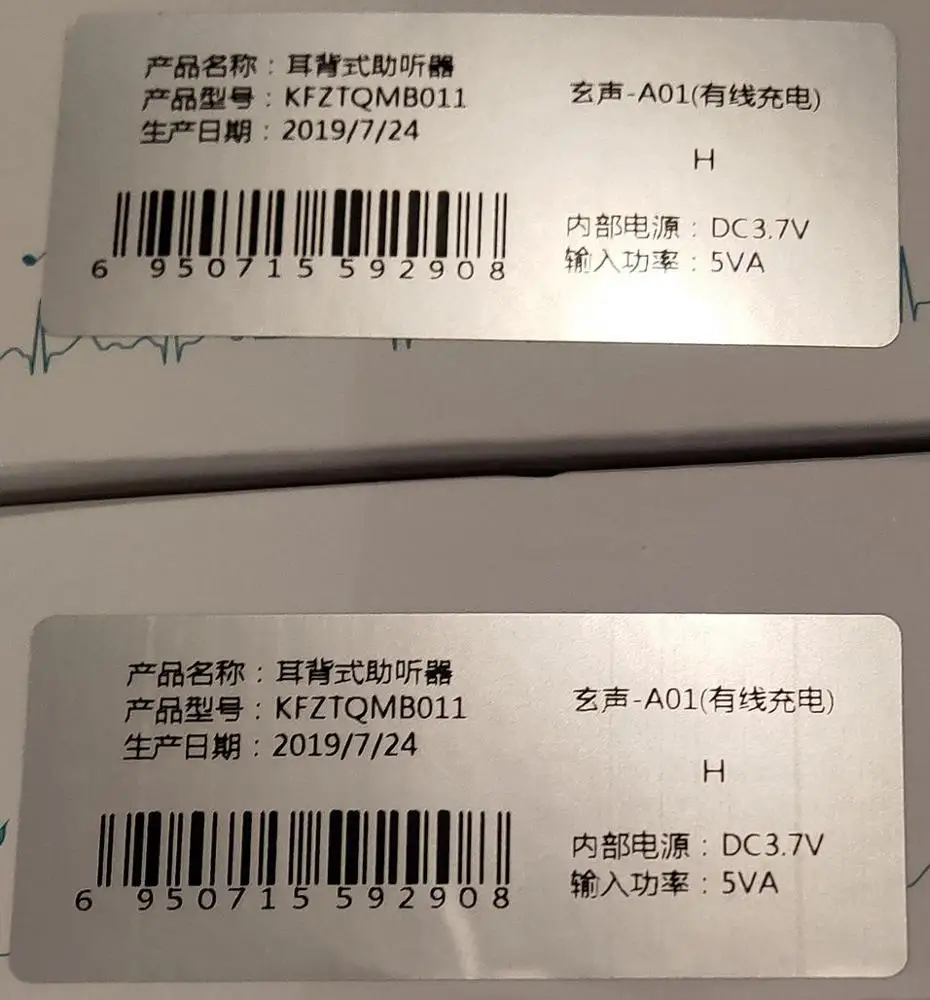 产品名称：耳背式助听器
产品型号：KFZTQMB011
生产日期：2019/7/24
玄声-A01(有线充电)
H
内部电源：DC3.7V
输入功率：5VA
6 950715 592908
产品名称：耳背式助听器
产品型号：KFZTQMB011
生产日期：2019/7/24
玄声-A01(有线充电)
H
内部电源：DC3.7V
输入功率：5VA
6 950715 592908